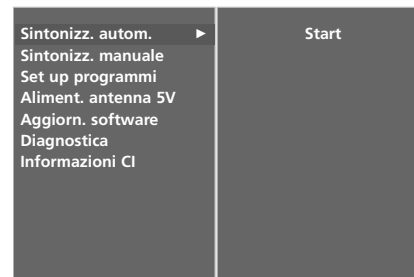 Sintonizz. autom. ► Start
Sintonizz. manuale
Set up programmi
Aliment. antenna 5V
Aggiorn. software
Diagnostica
Informazioni CI